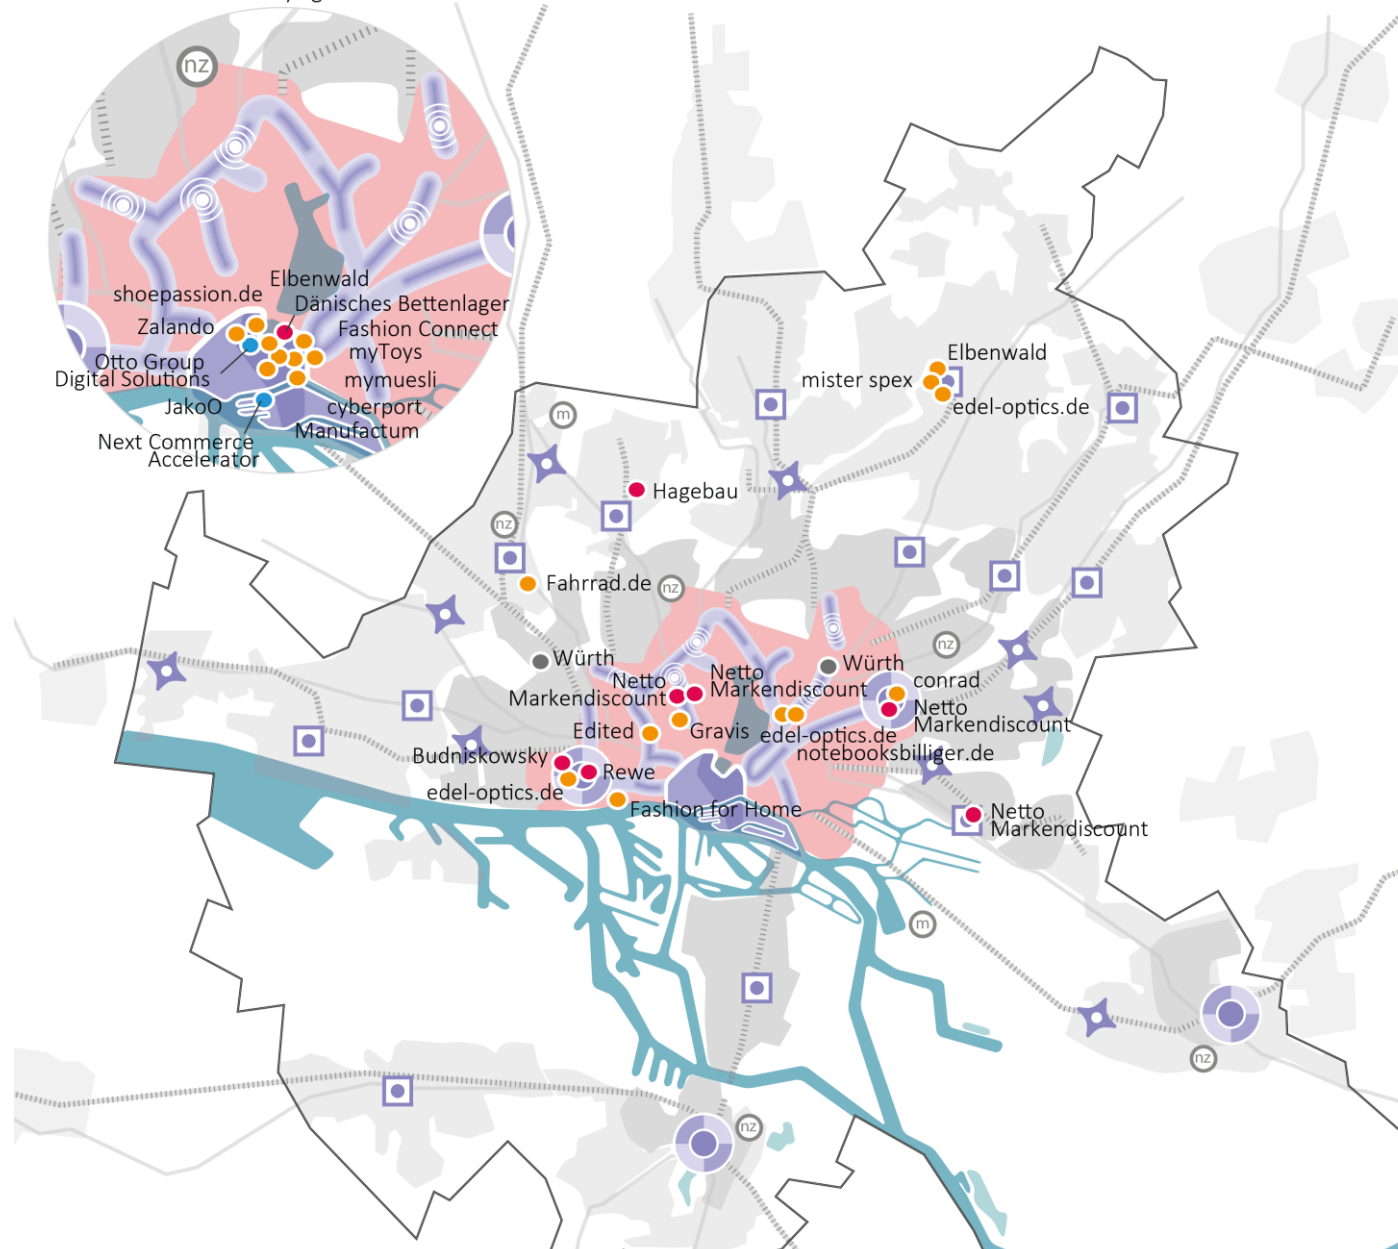 nz
Elbenwald
shoepassion.de
Dänisches Bettenlager
Zalando
Fashion Connect
myToys
Otto Group
Digital Solutions
mymuesli
JakoO
cyberport
Manufactum
Next Commerce
Accelerator
Elbenwald
mister spex
edel-optics.de
m
Hagebau
nz
Fahrrad.de
nz
nz
Würth
Würth
Netto
Markendiscount
Netto
Markendiscount
conrad
Netto
Markendiscount
Edited
Gravis
edel-optics.de
notebooksbilliger.de
Budniskowsky
Rewe
edel-optics.de
Fashion for Home
Netto
Markendiscount
m
nz
nz